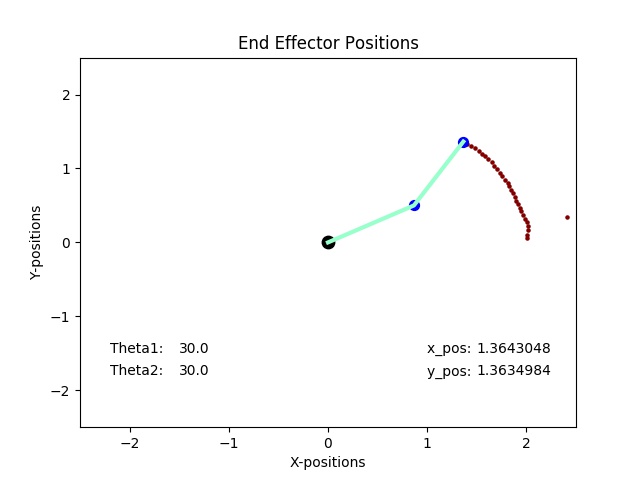 End Effector Positions
Y-positions
2
1
0
−1
−2
Theta1: 30.0
x_pos: 1.3643048
Theta2: 30.0
y_pos: 1.3634984
−2
−1
0
1
2
X-positions